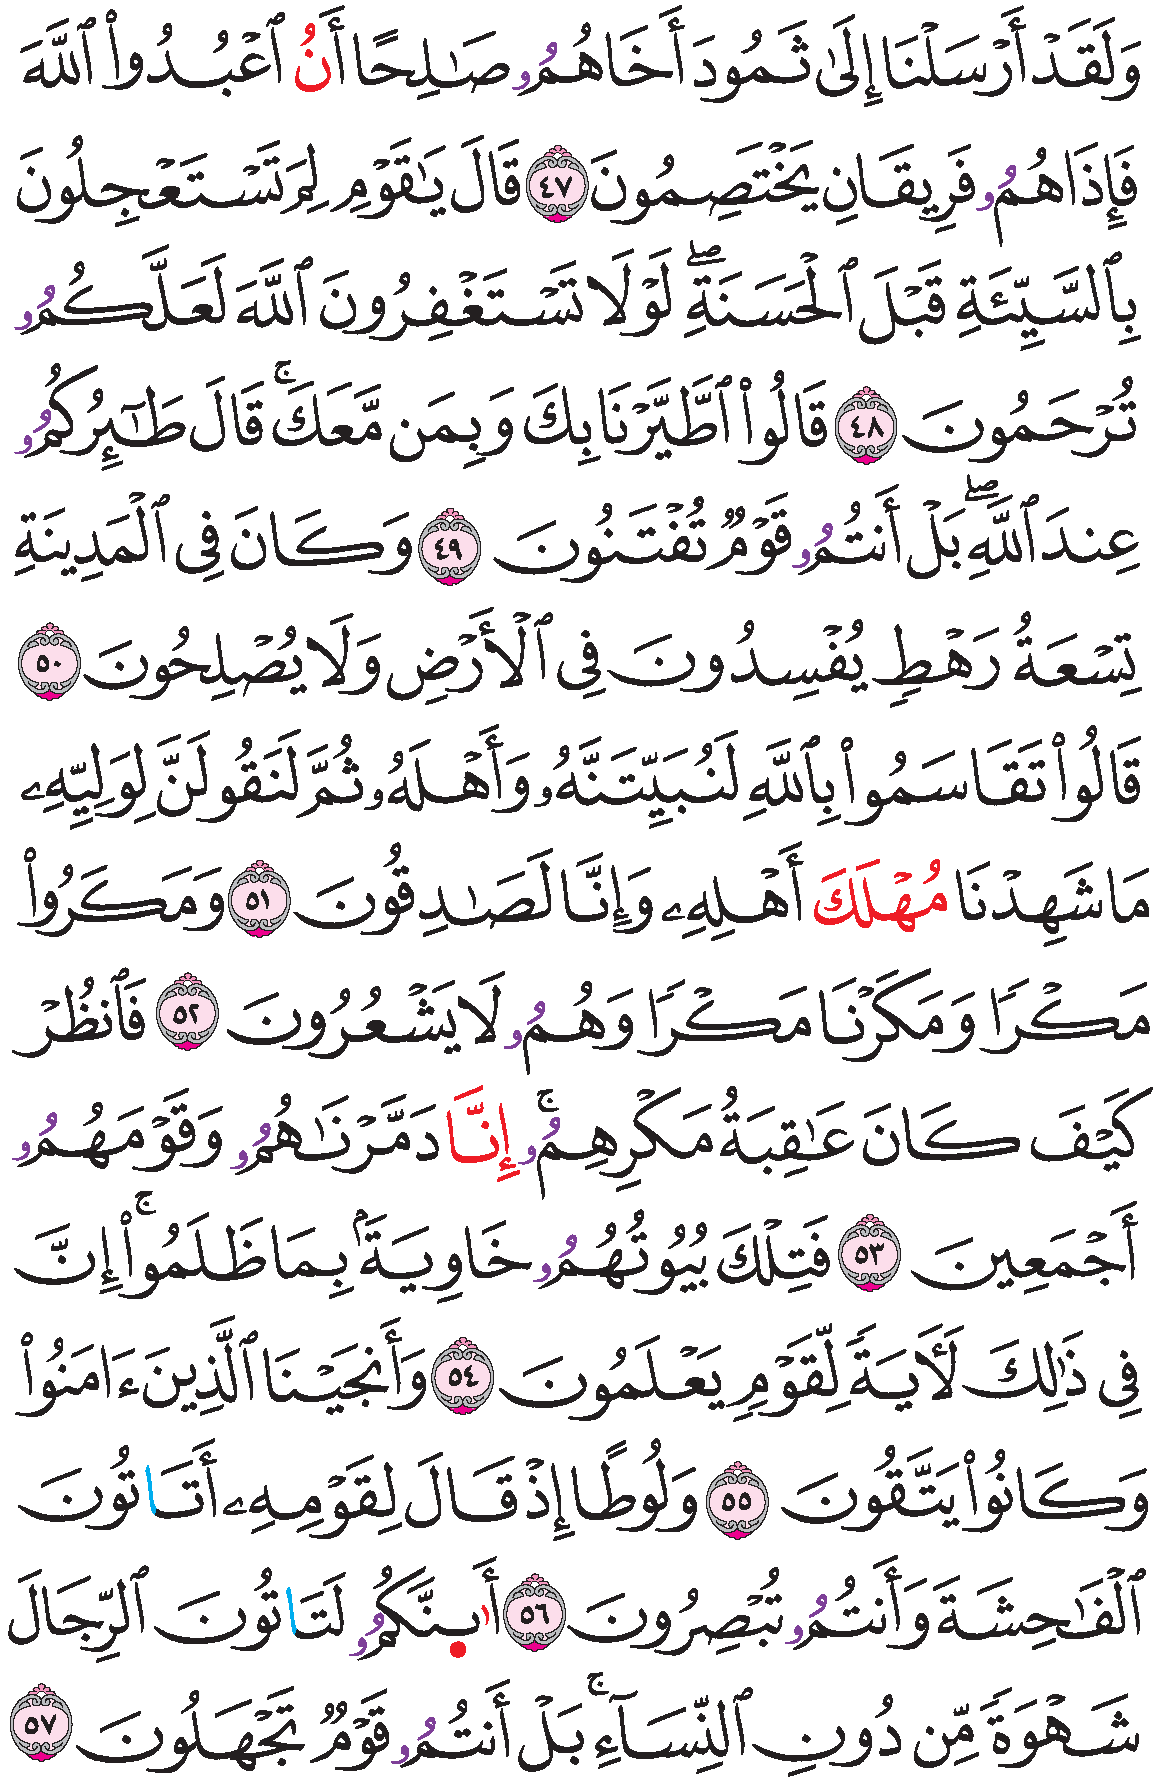 وَلَقَدۡ أَرۡسَلۡنَا إِلَىٰ ثَمُودَ أَخَاهُمُۥ صَـٰلِحًا أَنُ ٱعۡبُدُواْ ٱللَّهَ
فَإِذَا هُمُۥ فَرِيقَانِ يَخۡتَصِمُونَ ٤٧ قَالَ يَـٰقَوۡمِ لِمَ تَسۡتَعۡجِلُونَ
بِٱلسَّيِّئَةِ قَبۡلَ ٱلۡحَسَنَةِۖ لَوۡلَا تَسۡتَغۡفِرُونَ ٱللَّهَ لَعَلَّكُمُۥ
تُرۡحَمُونَ ٤٨ قَالُواْ ٱطَّيَّرۡنَا بِكَ وَبِمَن مَّعَكَۚ قَالَ طَـٰٓئِرُكُمُۥ
عِندَ ٱللَّهِۖ بَلۡ أَنتُمُۥ قَوۡمٞ تُفۡتَنُونَ ٤٩ وَكَانَ فِى ٱلۡمَدِينَةِ
تِسۡعَةُ رَهۡطٖ يُفۡسِدُونَ فِى ٱلۡأَرۡضِ وَلَا يُصۡلِحُونَ ٥٠
قَالُواْ تَقَاسَمُواْ بِٱللَّهِ لَنُبَيِّتَنَّهُۥ وَأَهۡلَهُۥ ثُمَّ لَنَقُولَنَّ لِوَلِيِّهِۦ
مَا شَهِدۡنَا مُهۡلَكَ أَهۡلِهِۦ وَإِنَّا لَصَـٰدِقُونَ ٥١ وَمَكَرُواْ
مَكۡرٗا وَمَكَرۡنَا مَكۡرٗا وَهُمُۥ لَا يَشۡعُرُونَ ٥٢ فَٱنظُرۡ
كَيۡفَ كَانَ عَـٰقِبَةُ مَكۡرِهِمُۥۚ إِنَّا دَمَّرۡنَـٰهُمُۥ وَقَوۡمَهُمُۥ
أَجۡمَعِينَ ٥٣ فَتِلۡكَ بُيُوتُهُمُۥ خَاوِيَةَۢ بِمَا ظَلَمُواْۚ إِنَّ
فِى ذَٰلِكَ لَأٓيَةٗ لِّقَوۡمٖ يَعۡلَمُونَ ٥٤ وَأَنجَيۡنَا ٱلَّذِينَ ءَامَنُواْ
وَكَانُواْ يَتَّقُونَ ٥٥ وَلُوطًا إِذۡ قَالَ لِقَوۡمِهِۦ أَتَاتُونَ
ٱلۡفَـٰحِشَةَ وَأَنتُمُۥ تُبۡصِرُونَ ٥٦ أَىِٰنَّكُمُۥ لَتَاتُونَ ٱلرِّجَالَ
شَهۡوَةٗ مِّن دُونِ ٱلنِّسَآءِۚ بَلۡ أَنتُمُۥ قَوۡمٞ تَجۡهَلُونَ ٥٧